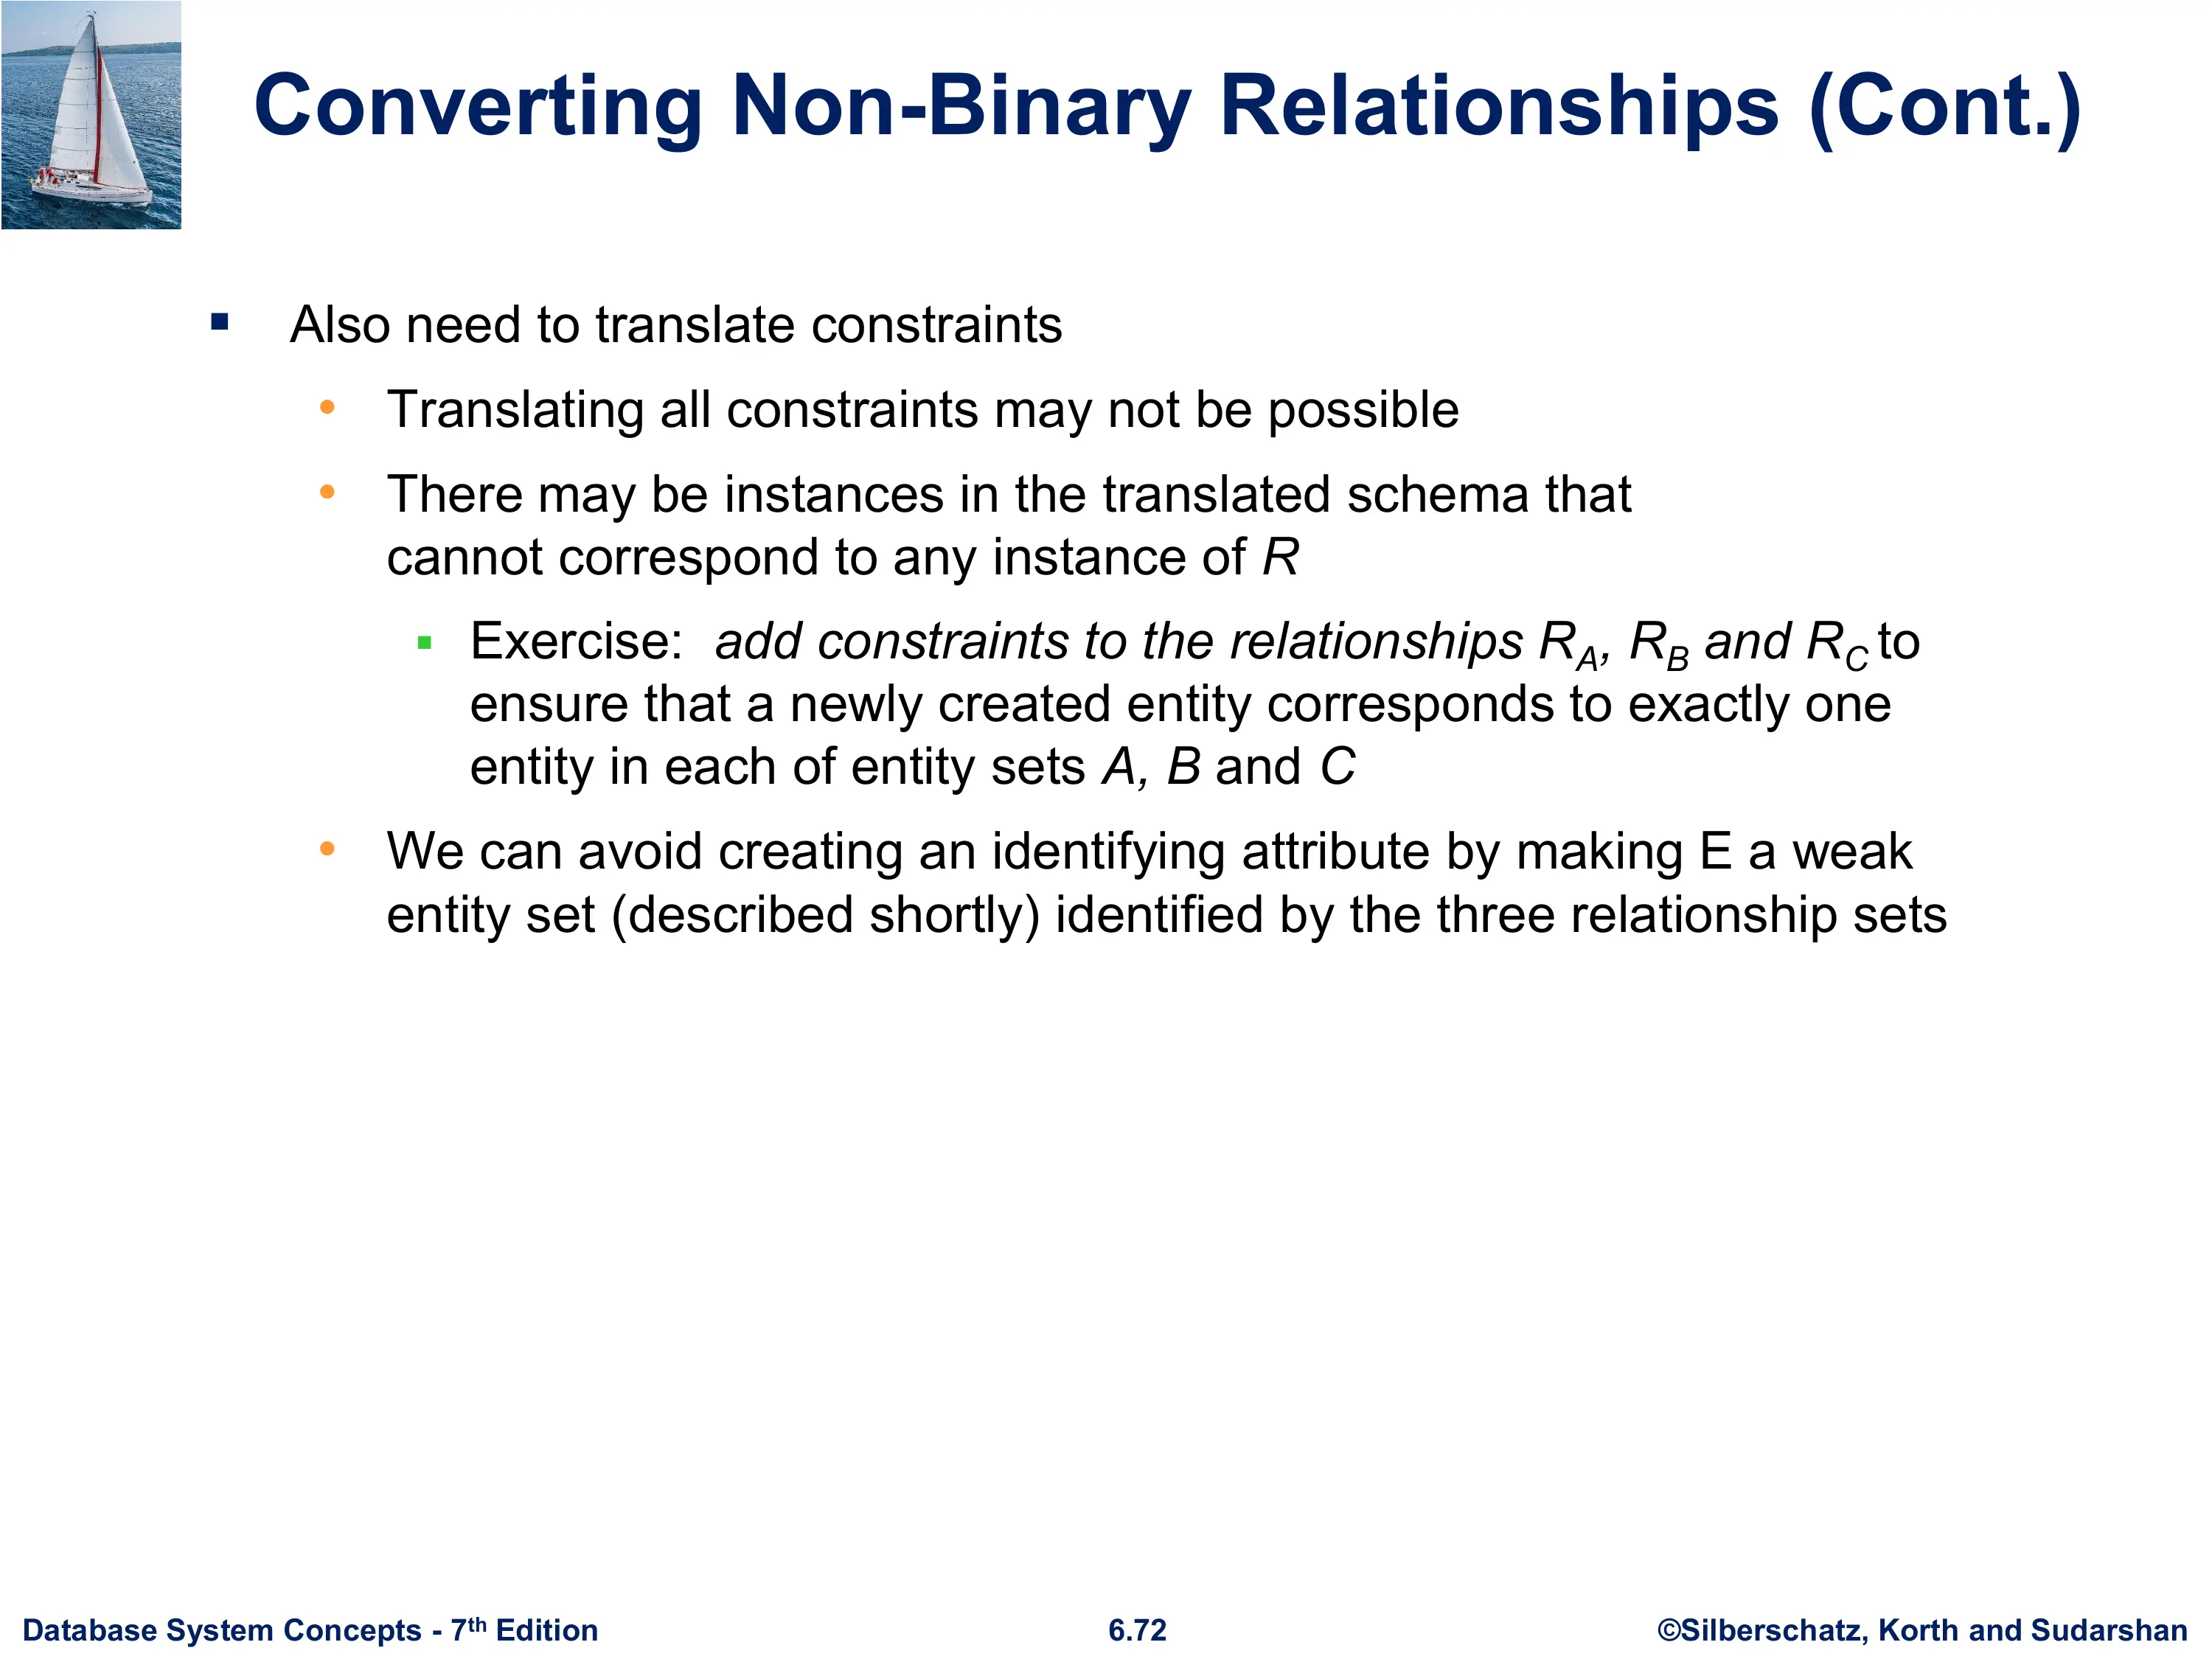 Converting Non-Binary Relationships (Cont.)
▪ Also need to translate constraints
• Translating all constraints may not be possible
• There may be instances in the translated schema that
cannot correspond to any instance of R
▪ Exercise: add constraints to the relationships R_A, R_B and R_C to
ensure that a newly created entity corresponds to exactly one
entity in each of entity sets A, B and C
• We can avoid creating an identifying attribute by making E a weak
entity set (described shortly) identified by the three relationship sets
Database System Concepts - 7th Edition
6.72
©Silberschatz, Korth and Sudarshan